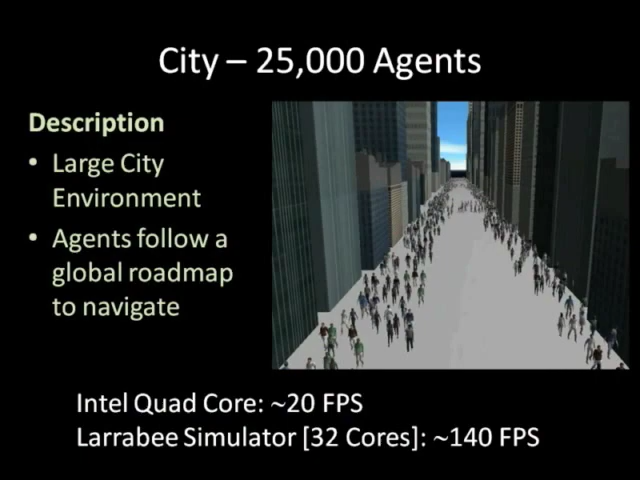 City – 25,000 Agents
Description
• Large City
Environment
• Agents follow a
global roadmap
to navigate
Intel Quad Core: ~20 FPS
Larrabee Simulator [32 Cores]: ~140 FPS